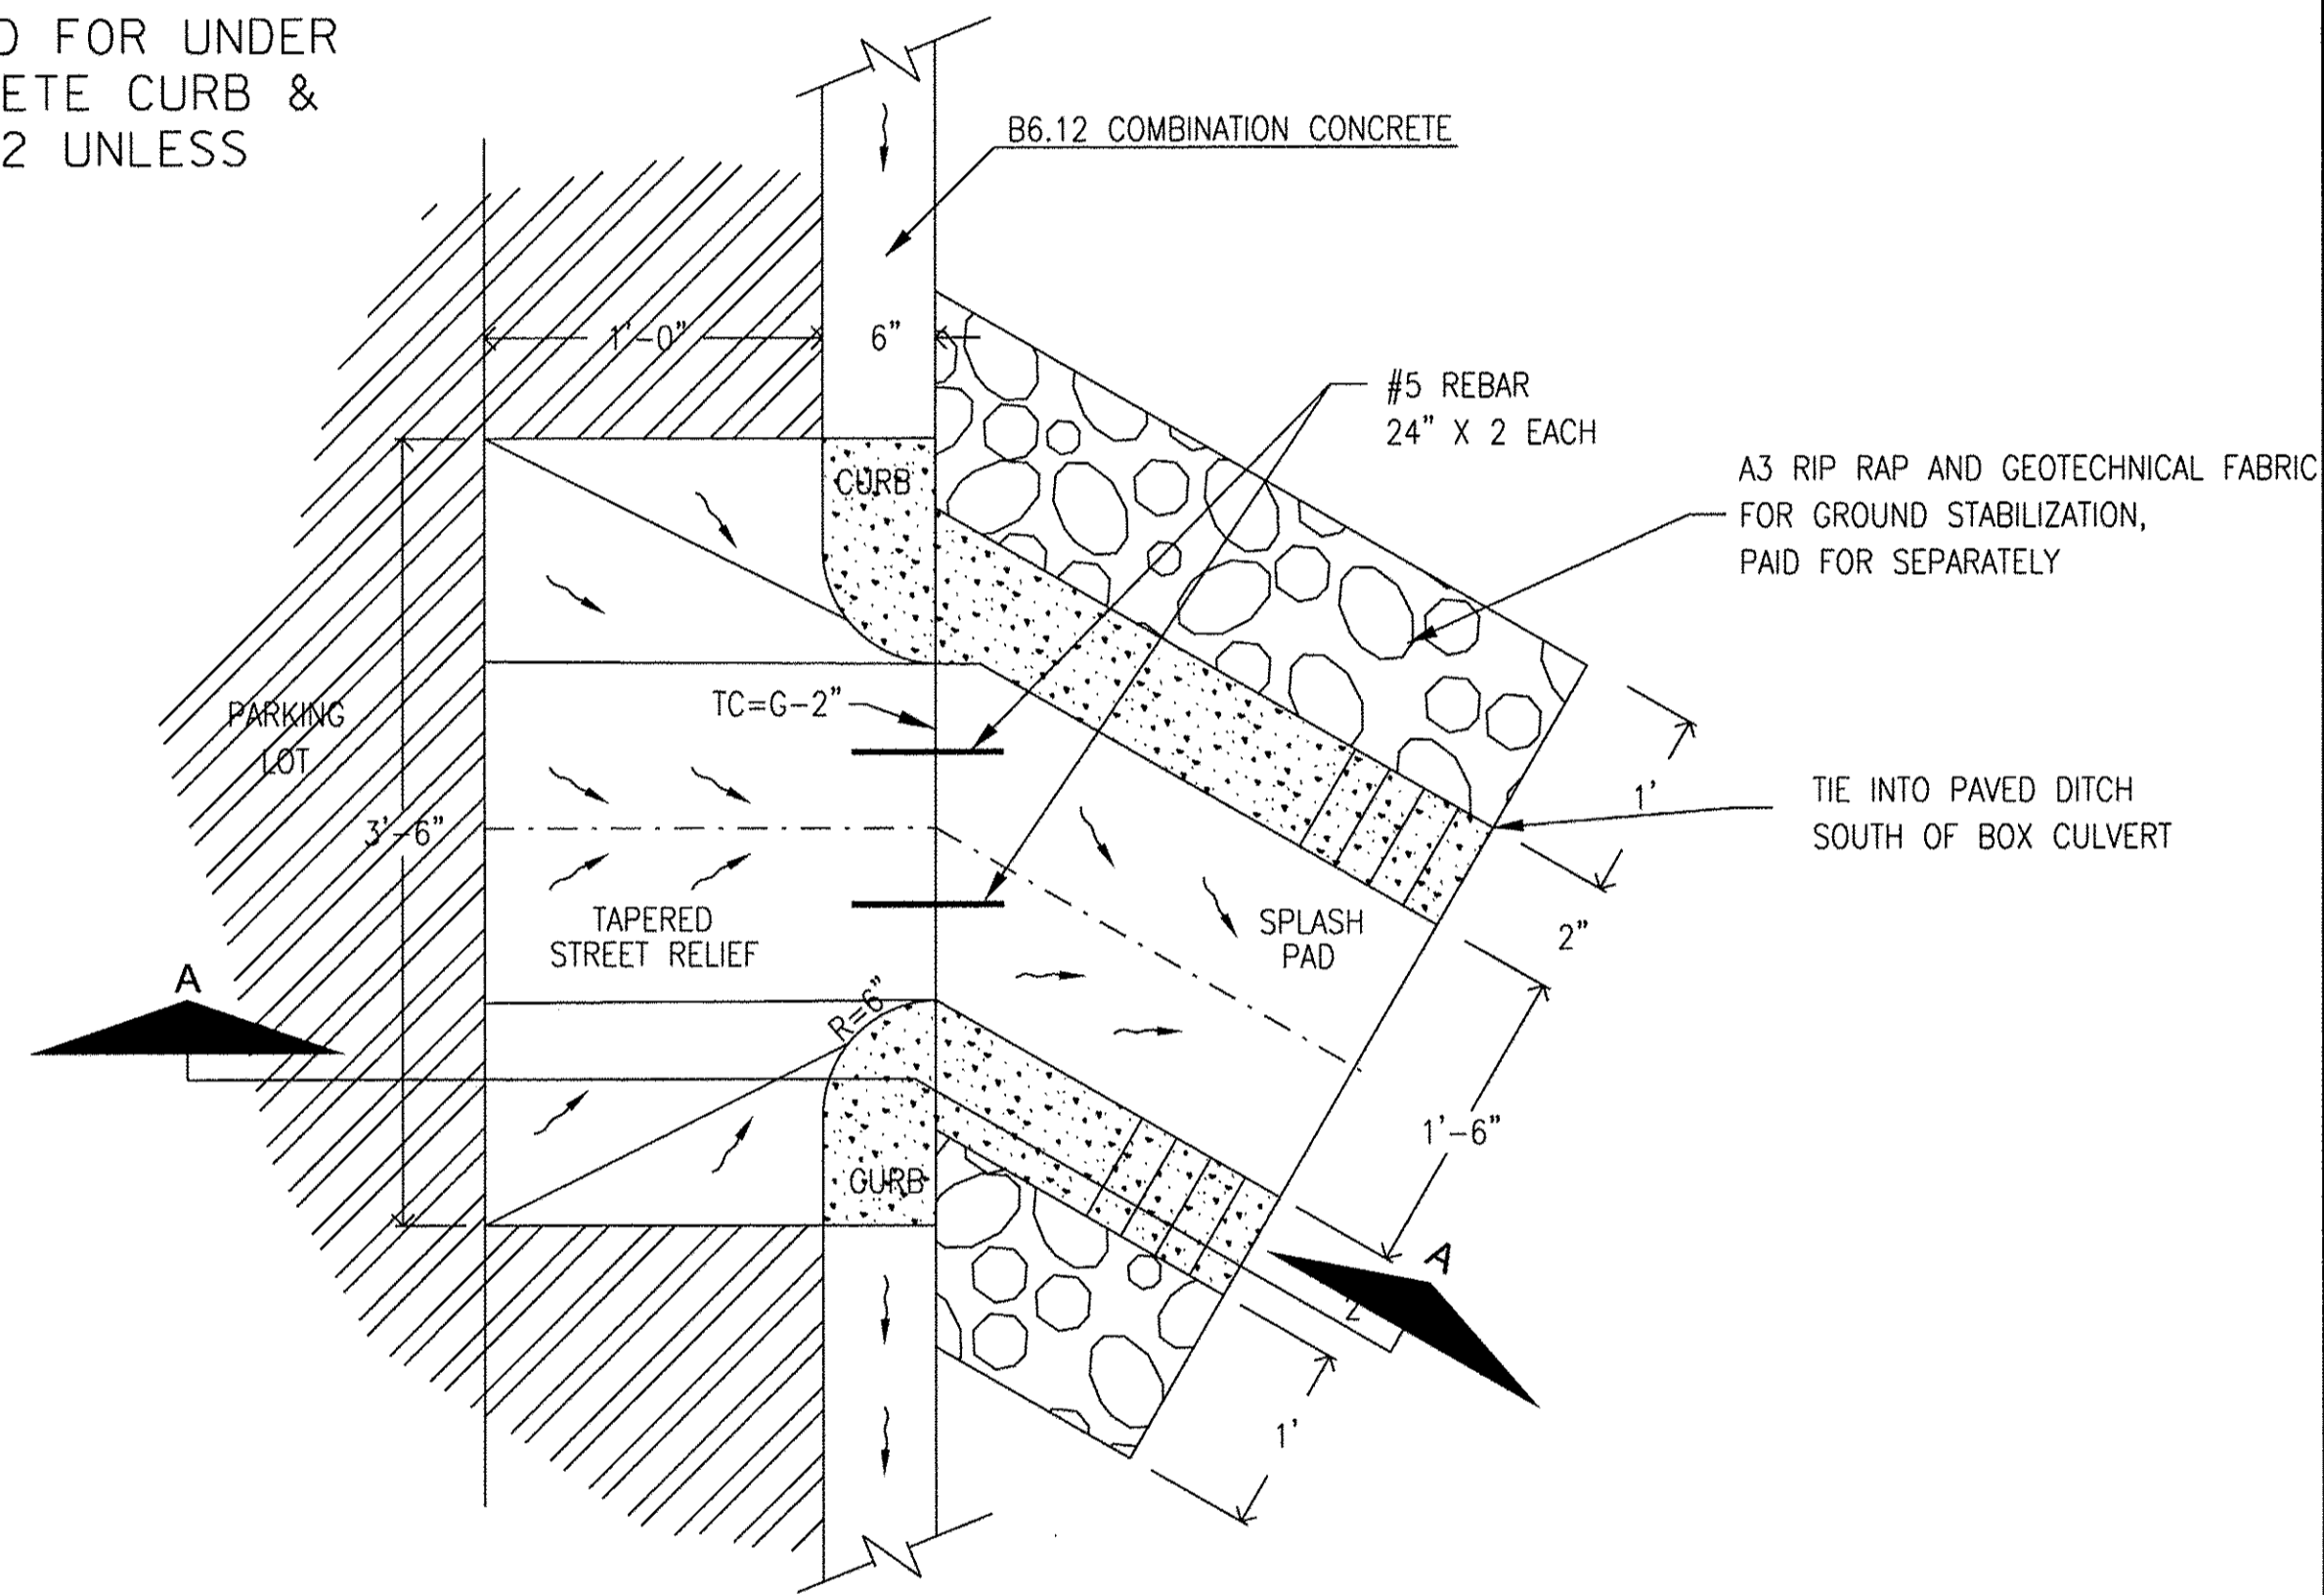 D FOR UNDER
ETE CURB &
2 UNLESS
B6.12 COMBINATION CONCRETE
1'-0"
6"
#5 REBAR
24" X 2 EACH
A3 RIP RAP AND GEOTECHNICAL FABRIC
FOR GROUND STABILIZATION,
PAID FOR SEPARATELY
CURB
TC=G-2"
PARKING
LOT
3'-6"
1'
TIE INTO PAVED DITCH
SOUTH OF BOX CULVERT
TAPERED
STREET RELIEF
SPLASH
PAD
2"
A
R=6"
1'-6"
CURB
A
2
1'